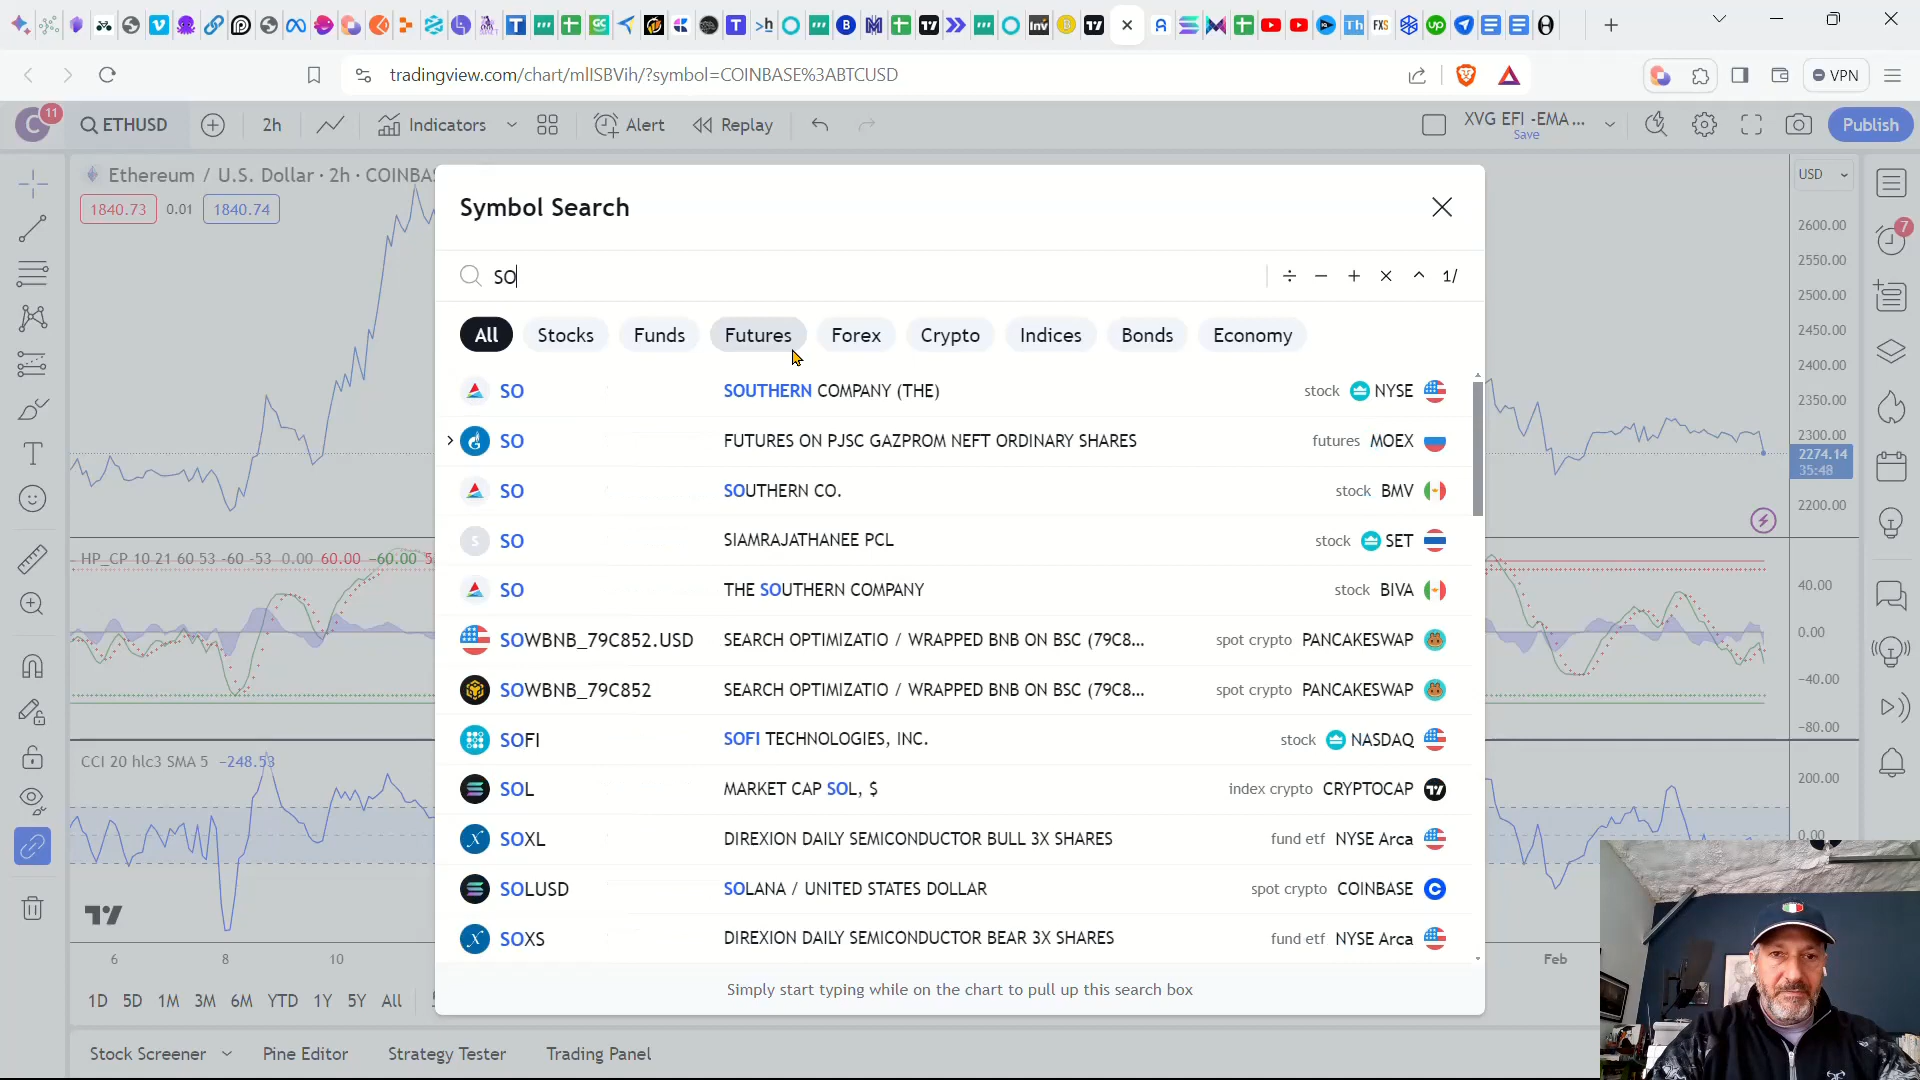 tradingview.com/chart/mlISBVih/?symbol=COINBASE%3ABTCUSD
VPN
C 11
ETHUSD
2h
Indicators
Alert
Replay
XVG EFI -EMA ...
Save
Publish
Ethereum / U.S. Dollar · 2h · COINBA
1840.73 0.01 1840.74
USD
2600.00
2550.00
2500.00
2450.00
2400.00
2350.00
2300.00
2274.14
35:48
2200.00
Symbol Search
SO
÷ − + × ^ 1/
All Stocks Funds Futures Forex Crypto Indices Bonds Economy
SO SOUTHERN COMPANY (THE) stock NYSE
SO FUTURES ON PJSC GAZPROM NEFT ORDINARY SHARES futures MOEX
SO SOUTHERN CO. stock BMV
S SO SIAMRAJATHANEE PCL stock SET
SO THE SOUTHERN COMPANY stock BIVA
SOWBNB_79C852.USD SEARCH OPTIMIZATIO / WRAPPED BNB ON BSC (79C8... spot crypto PANCAKESWAP
SOWBNB_79C852 SEARCH OPTIMIZATIO / WRAPPED BNB ON BSC (79C8... spot crypto PANCAKESWAP
SOFI SOFI TECHNOLOGIES, INC. stock NASDAQ
SOL MARKET CAP SOL, $ index crypto CRYPTOCAP
SOXL DIREXION DAILY SEMICONDUCTOR BULL 3X SHARES fund etf NYSE Arca
SOLUSD SOLANA / UNITED STATES DOLLAR spot crypto COINBASE
SOXS DIREXION DAILY SEMICONDUCTOR BEAR 3X SHARES fund etf NYSE Arca
Simply start typing while on the chart to pull up this search box
HP_CP 10 21 60 53 -60 -53 0.00 60.00 −60.00 5
40.00
0.00
−40.00
−80.00
CCI 20 hlc3 SMA 5 −248.53
200.00
0.00
6 8 10 Feb
1D 5D 1M 3M 6M YTD 1Y 5Y All
Stock Screener Pine Editor Strategy Tester Trading Panel
7